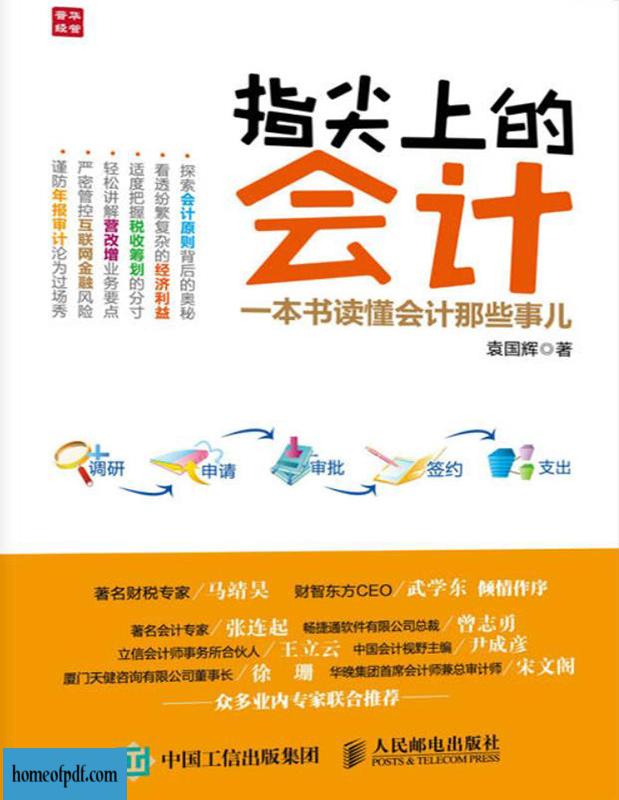 普华
经管
指尖上的
会计
一本书读懂会计那些事儿
袁国辉◎著
• 探索会计原则背后的奥秘
• 看透纷繁复杂的经济利益
• 适度把握税收筹划的分寸
• 轻松讲解营改增业务要点
• 严密管控互联网金融风险
• 谨防年报审计沦为过场秀
调研
申请
审批
签约
支出
著名财税专家/马靖昊 财智东方CEO/武学东 倾情作序
著名会计专家/张连起 畅捷通软件有限公司总裁/曾志勇
立信会计师事务所合伙人/王立云 中国会计视野主编/尹成彦
厦门天健咨询有限公司董事长/徐 珊 华晚集团首席会计师兼总审计师/宋文阁
——众多业内专家联合推荐——
中国工信出版集团
人民邮电出版社
POSTS & TELECOM PRESS
homeofpdf.com